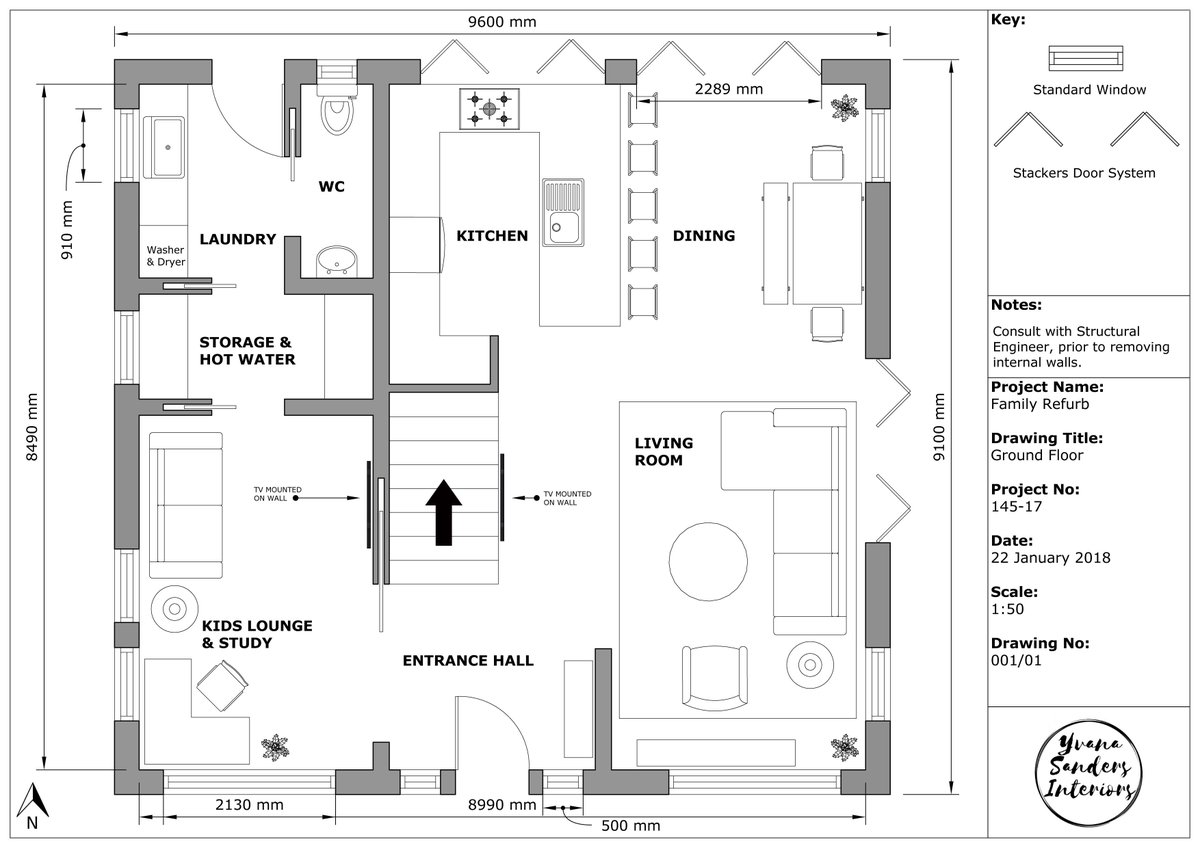 9600 mm
2289 mm
910 mm
WC
LAUNDRY
Washer
& Dryer
KITCHEN
DINING
STORAGE &
HOT WATER
8490 mm
9100 mm
LIVING
ROOM
TV MOUNTED
ON WALL
TV MOUNTED
ON WALL
KIDS LOUNGE
& STUDY
ENTRANCE HALL
N
2130 mm
8990 mm
500 mm
Key:
Standard Window
Stackers Door System
Notes:
Consult with Structural
Engineer, prior to removing
internal walls.
Project Name:
Family Refurb
Drawing Title:
Ground Floor
Project No:
145-17
Date:
22 January 2018
Scale:
1:50
Drawing No:
001/01
Yvana
Sanders
Interiors